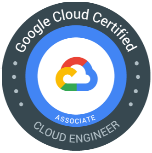 Google Cloud Certified
ASSOCIATE
CLOUD ENGINEER